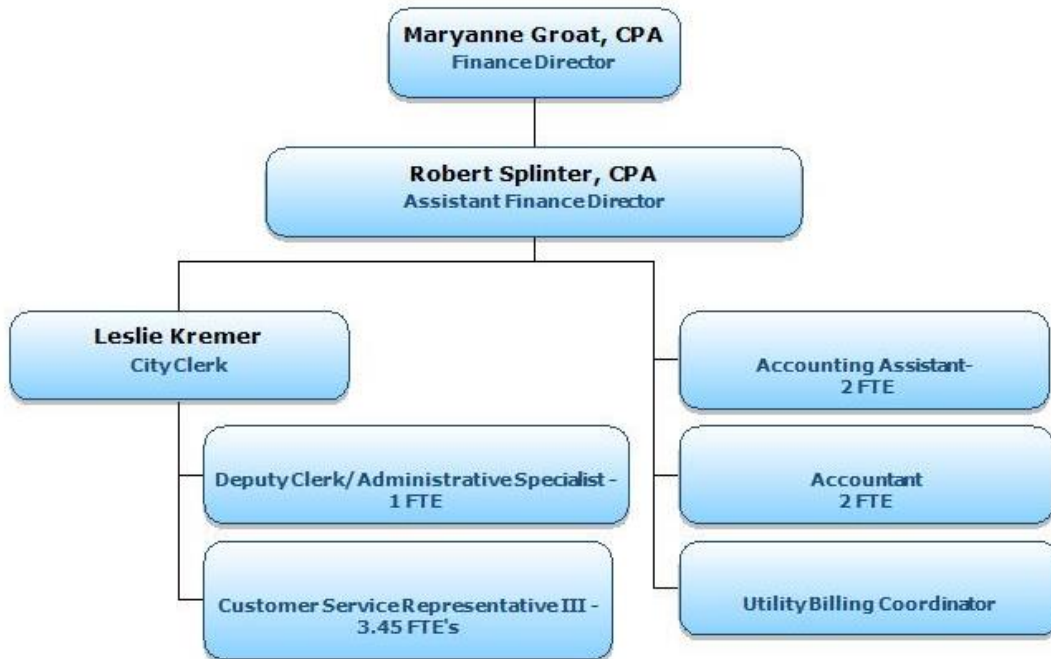 Maryanne Groat, CPA
Finance Director
Robert Splinter, CPA
Assistant Finance Director
Leslie Kremer
City Clerk
Deputy Clerk/ Administrative Specialist -
1 FTE
Customer Service Representative III -
3.45 FTE's
Accounting Assistant-
2 FTE
Accountant
2 FTE
Utility Billing Coordinator